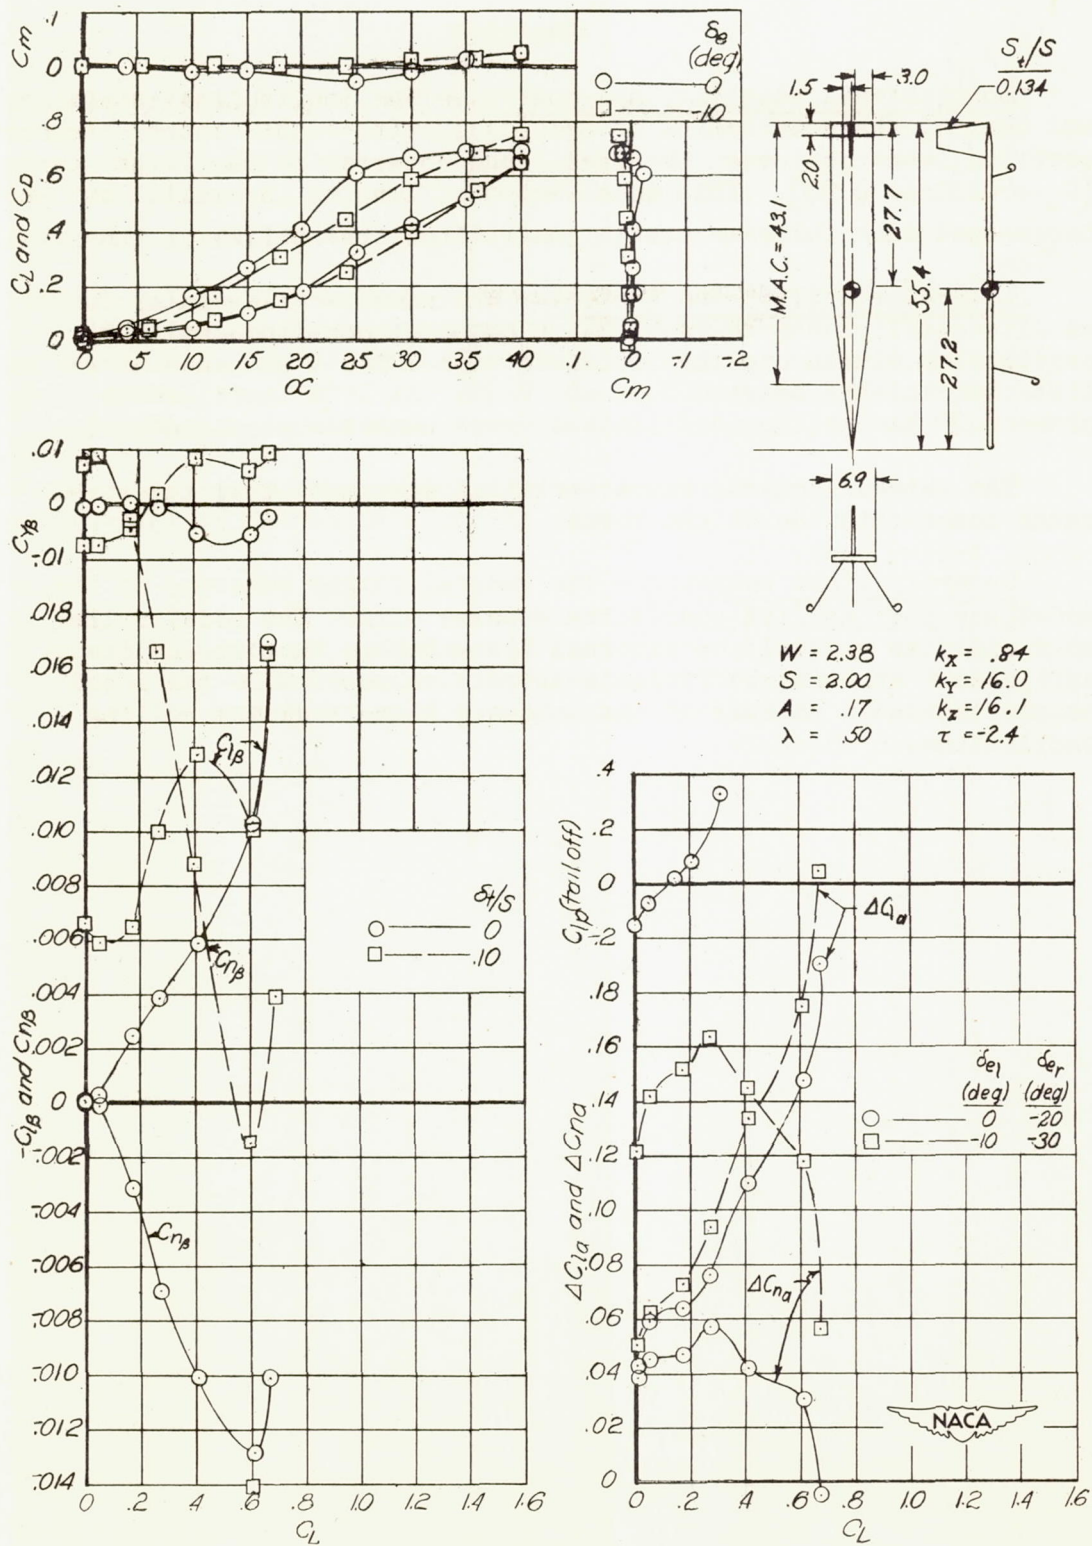 .1
Cm
0
δe
(deg)
0
-10
.8
.6
.4
.2
0
CL and CD
0 5 10 15 20 25 30 35 40 .1 0 -.1 -.2
α
Cm
St/S
0.134
1.5
3.0
2.0
M.A.C.=43.1
27.7
55.4
27.2
6.9
W = 2.38 kX = .84
S = 2.00 kY = 16.0
A = .17 kZ = 16.1
λ = .50 τ = -2.4
.01
0
-.01
CYβ
.018
.016
.014
.012
.010
.008
.006
.004
.002
0
-.002
-.004
-.006
-.008
-.010
-.012
-.014
-Clβ and Cnβ
Clβ
Cnβ
Cnβ
δt/S
0
.10
0 .2 .4 .6 .8 1.0 1.2 1.4 1.6
CL
.4
.2
0
-.2
Clp (tail off)
.18
.16
.14
.12
.10
.08
.06
.04
.02
0
ΔCla and ΔCna
ΔCla
ΔCna
δel δer
(deg) (deg)
0 -20
-10 -30
NACA
0 .2 .4 .6 .8 1.0 1.2 1.4 1.6
CL